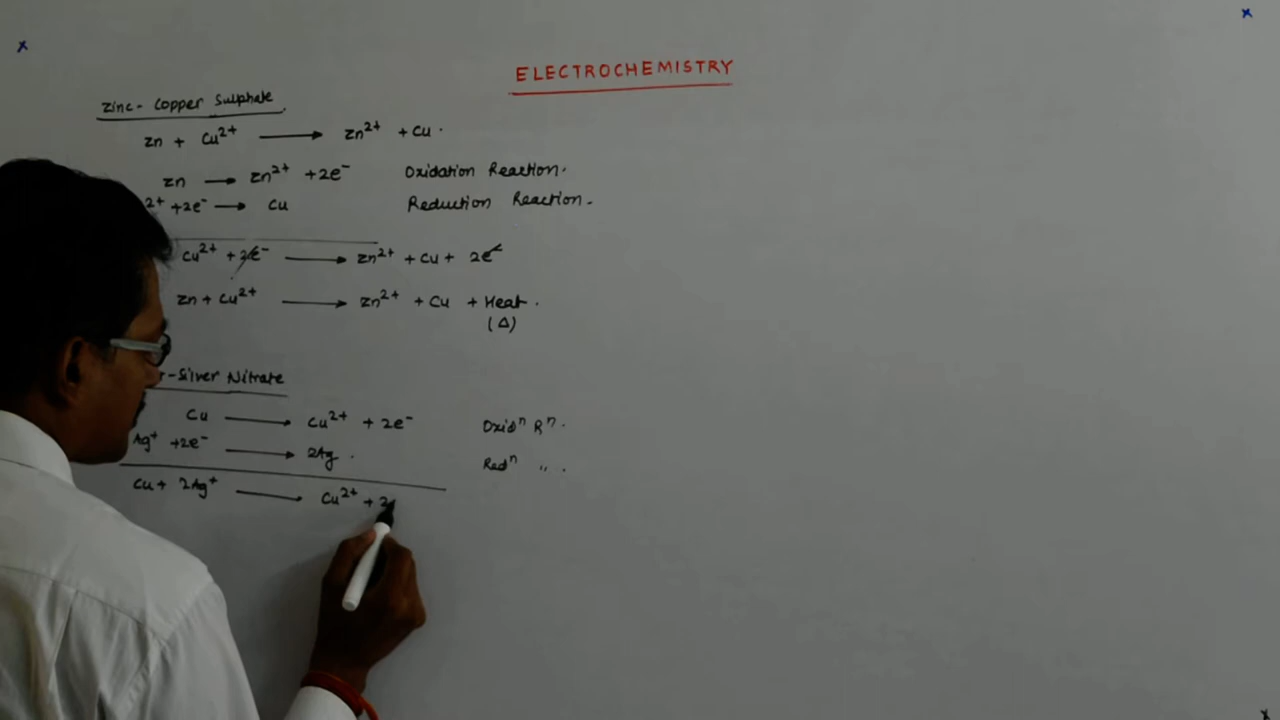 ELECTROCHEMISTRY
Zinc - Copper Sulphate
Zn + Cu²⁺ ⟶ Zn²⁺ + Cu.
Zn ⟶ Zn²⁺ + 2e⁻ Oxidation Reaction.
2+ + 2e⁻ ⟶ Cu Reduction Reaction.
Cu²⁺ + 2e⁻ ⟶ Zn²⁺ + Cu + 2e⁻
Zn + Cu²⁺ ⟶ Zn²⁺ + Cu + Heat.
(Δ)
-Silver Nitrate
Cu ⟶ Cu²⁺ + 2e⁻ Oxidⁿ Rⁿ.
Ag⁺ + 2e⁻ ⟶ 2Ag. Redⁿ ,, .
Cu + 2Ag⁺ ⟶ Cu²⁺ + 2